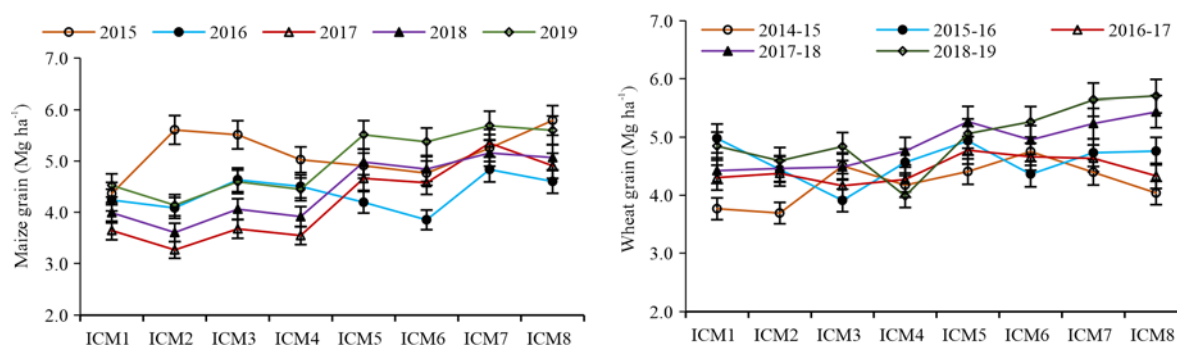 2015 2016 2017 2018 2019
Maize grain (Mg ha⁻¹)
7.0
6.0
5.0
4.0
3.0
2.0
ICM1 ICM2 ICM3 ICM4 ICM5 ICM6 ICM7 ICM8
2014-15 2015-16 2016-17
2017-18 2018-19
Wheat grain (Mg ha⁻¹)
7.0
6.0
5.0
4.0
3.0
2.0
ICM1 ICM2 ICM3 ICM4 ICM5 ICM6 ICM7 ICM8